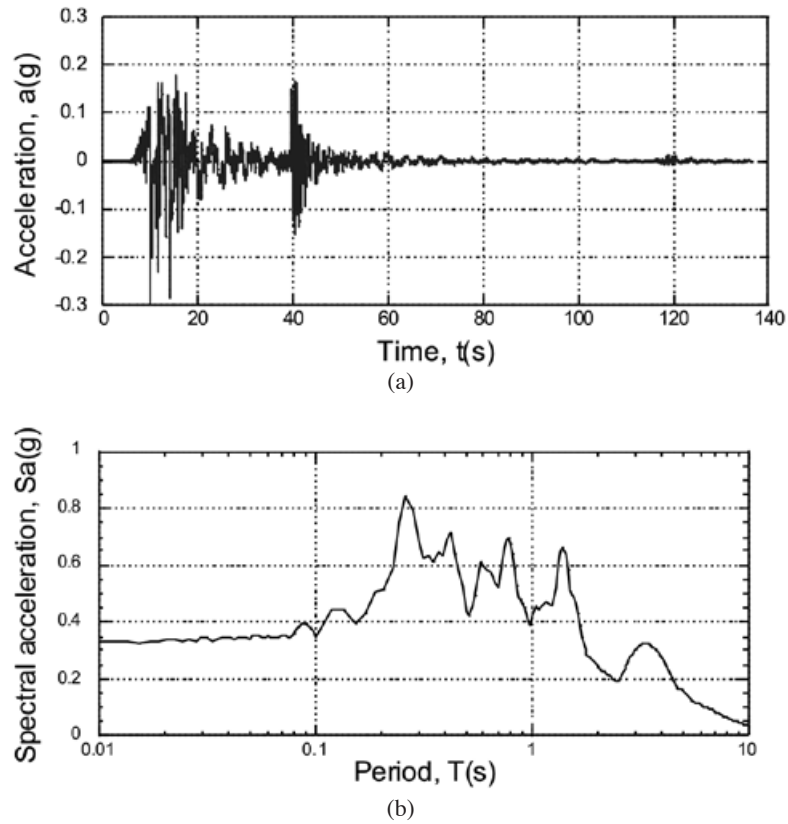 Acceleration, a(g)
0.3
0.2
0.1
0
-0.1
-0.2
-0.3
0 20 40 60 80 100 120 140
Time, t(s)
(a)
Spectral acceleration, Sa(g)
1
0.8
0.6
0.4
0.2
0
0.01 0.1 1 10
Period, T(s)
(b)